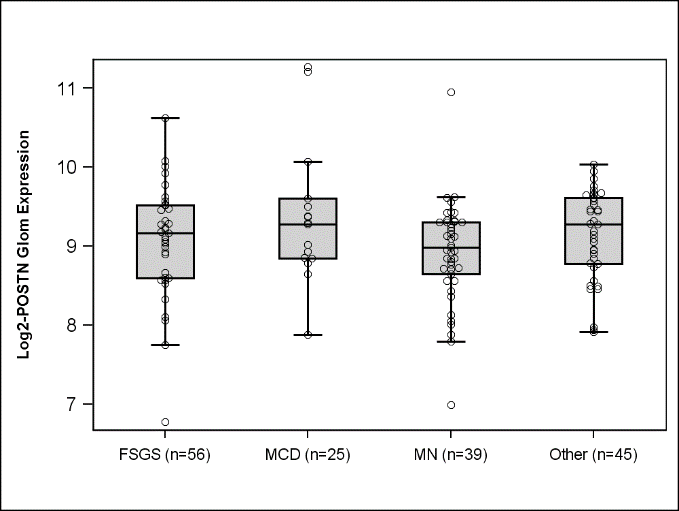 Log2-POSTN Glom Expression
11
10
9
8
7
FSGS (n=56) MCD (n=25) MN (n=39) Other (n=45)